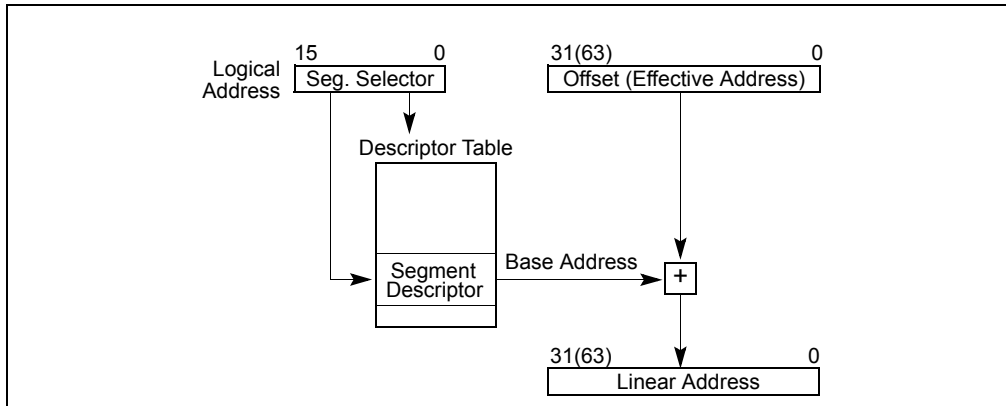 15 0
31(63) 0
Logical
Address
Seg. Selector
Offset (Effective Address)
Descriptor Table
Segment
Descriptor
Base Address
+
31(63) 0
Linear Address